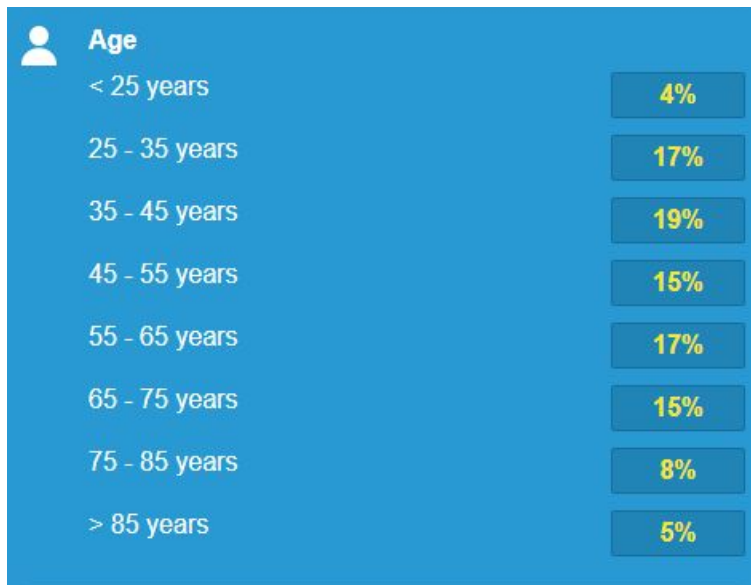 Age
< 25 years 4%
25 - 35 years 17%
35 - 45 years 19%
45 - 55 years 15%
55 - 65 years 17%
65 - 75 years 15%
75 - 85 years 8%
> 85 years 5%